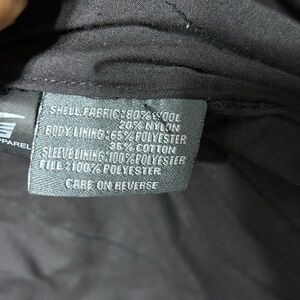 SHELL FABRIC: 80% WOOL
20% NYLON
BODY LINING: 65% POLYESTER
35% COTTON
SLEEVE LINING: 100% POLYESTER
FILL: 100% POLYESTER
CARE ON REVERSE
PPAREL